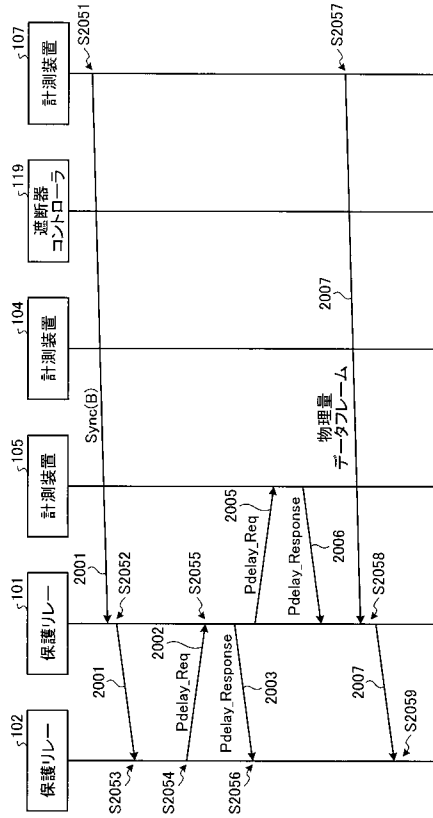 102
保護リレー
101
保護リレー
105
計測装置
104
計測装置
119
遮断器
コントローラ
107
計測装置
S2051
Sync(B)
2001
S2052
2001
S2053
S2054
Pdelay_Req
2002
S2055
Pdelay_Response
2003
S2056
Pdelay_Req
2005
Pdelay_Response
2006
S2057
物理量
データフレーム
2007
S2058
2007
S2059